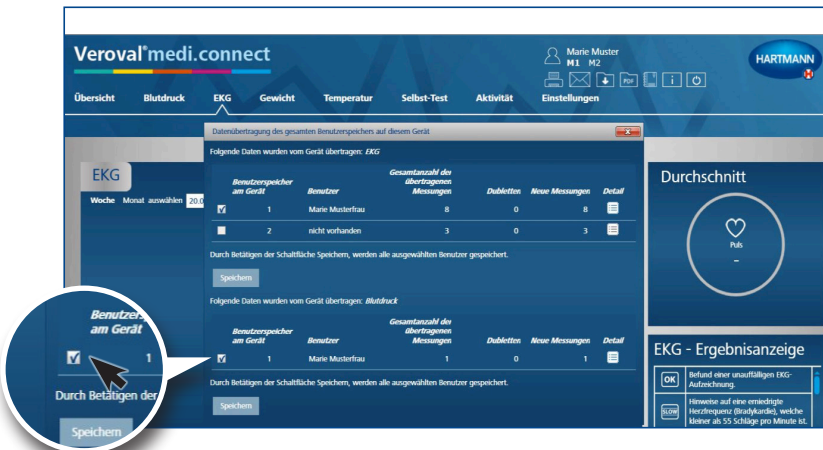 Veroval®medi.connect
Marie Muster
M1 M2
HARTMANN
PDF
i
Übersicht Blutdruck EKG Gewicht Temperatur Selbst-Test Aktivität Einstellungen
Datenübertragung des gesamten Benutzerspeichers auf diesem Gerät
Folgende Daten wurden vom Gerät übertragen: EKG
Benutzerspeicher am Gerät Benutzer Gesamtanzahl der übertragenen Messungen Dubletten Neue Messungen Detail
1 Marie Musterfrau 8 0 8
2 nicht vorhanden 3 0 3
Durch Betätigen der Schaltfläche Speichern, werden alle ausgewählten Benutzer gespeichert.
Speichern
Folgende Daten wurden vom Gerät übertragen: Blutdruck
Benutzerspeicher am Gerät Benutzer Gesamtanzahl der übertragenen Messungen Dubletten Neue Messungen Detail
1 Marie Musterfrau 1 0 1
Durch Betätigen der Schaltfläche Speichern, werden alle ausgewählten Benutzer gespeichert.
Speichern
EKG
Woche Monat auswählen 20.0
Benutzer
am Gerät
1
Durch Betätigen der
Speichern
Durchschnitt
Puls
-
EKG - Ergebnisanzeige
OK
Befund einer unauffälligen EKG-
Aufzeichnung.
SLOW
Hinweise auf eine erniedrigte
Herzfrequenz (Bradykardie), welche
kleiner als 55 Schläge pro Minute ist.